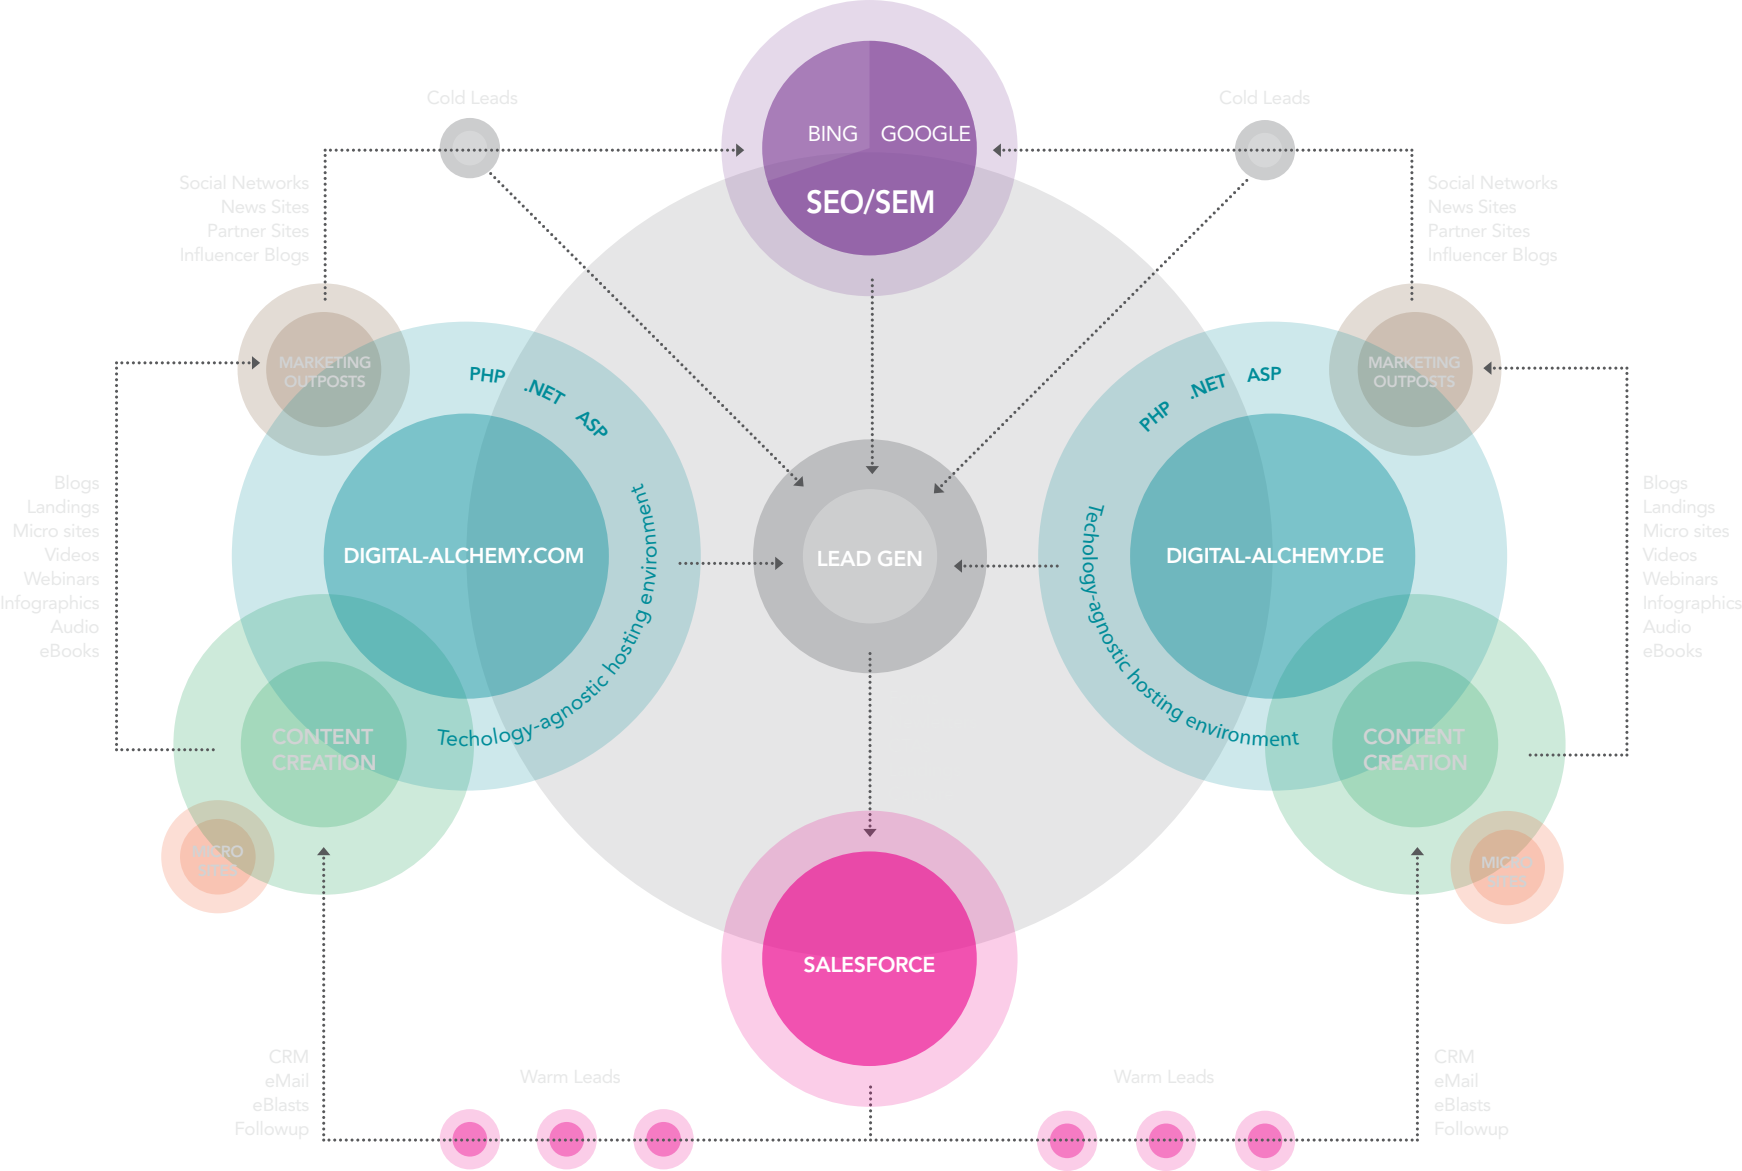 Cold Leads
Cold Leads
BING
GOOGLE
SEO/SEM
Social Networks
News Sites
Partner Sites
Influencer Blogs
Social Networks
News Sites
Partner Sites
Influencer Blogs
MARKETING
OUTPOSTS
PHP .NET ASP
PHP .NET ASP
MARKETING
OUTPOSTS
Blogs
Landings
Micro sites
Videos
Webinars
Infographics
Audio
eBooks
DIGITAL-ALCHEMY.COM
Techology-agnostic hosting environment
LEAD GEN
Techology-agnostic hosting environment
DIGITAL-ALCHEMY.DE
Blogs
Landings
Micro sites
Videos
Webinars
Infographics
Audio
eBooks
CONTENT
CREATION
CONTENT
CREATION
MICRO
SITES
MICRO
SITES
SALESFORCE
CRM
eMail
eBlasts
Followup
Warm Leads
Warm Leads
CRM
eMail
eBlasts
Followup